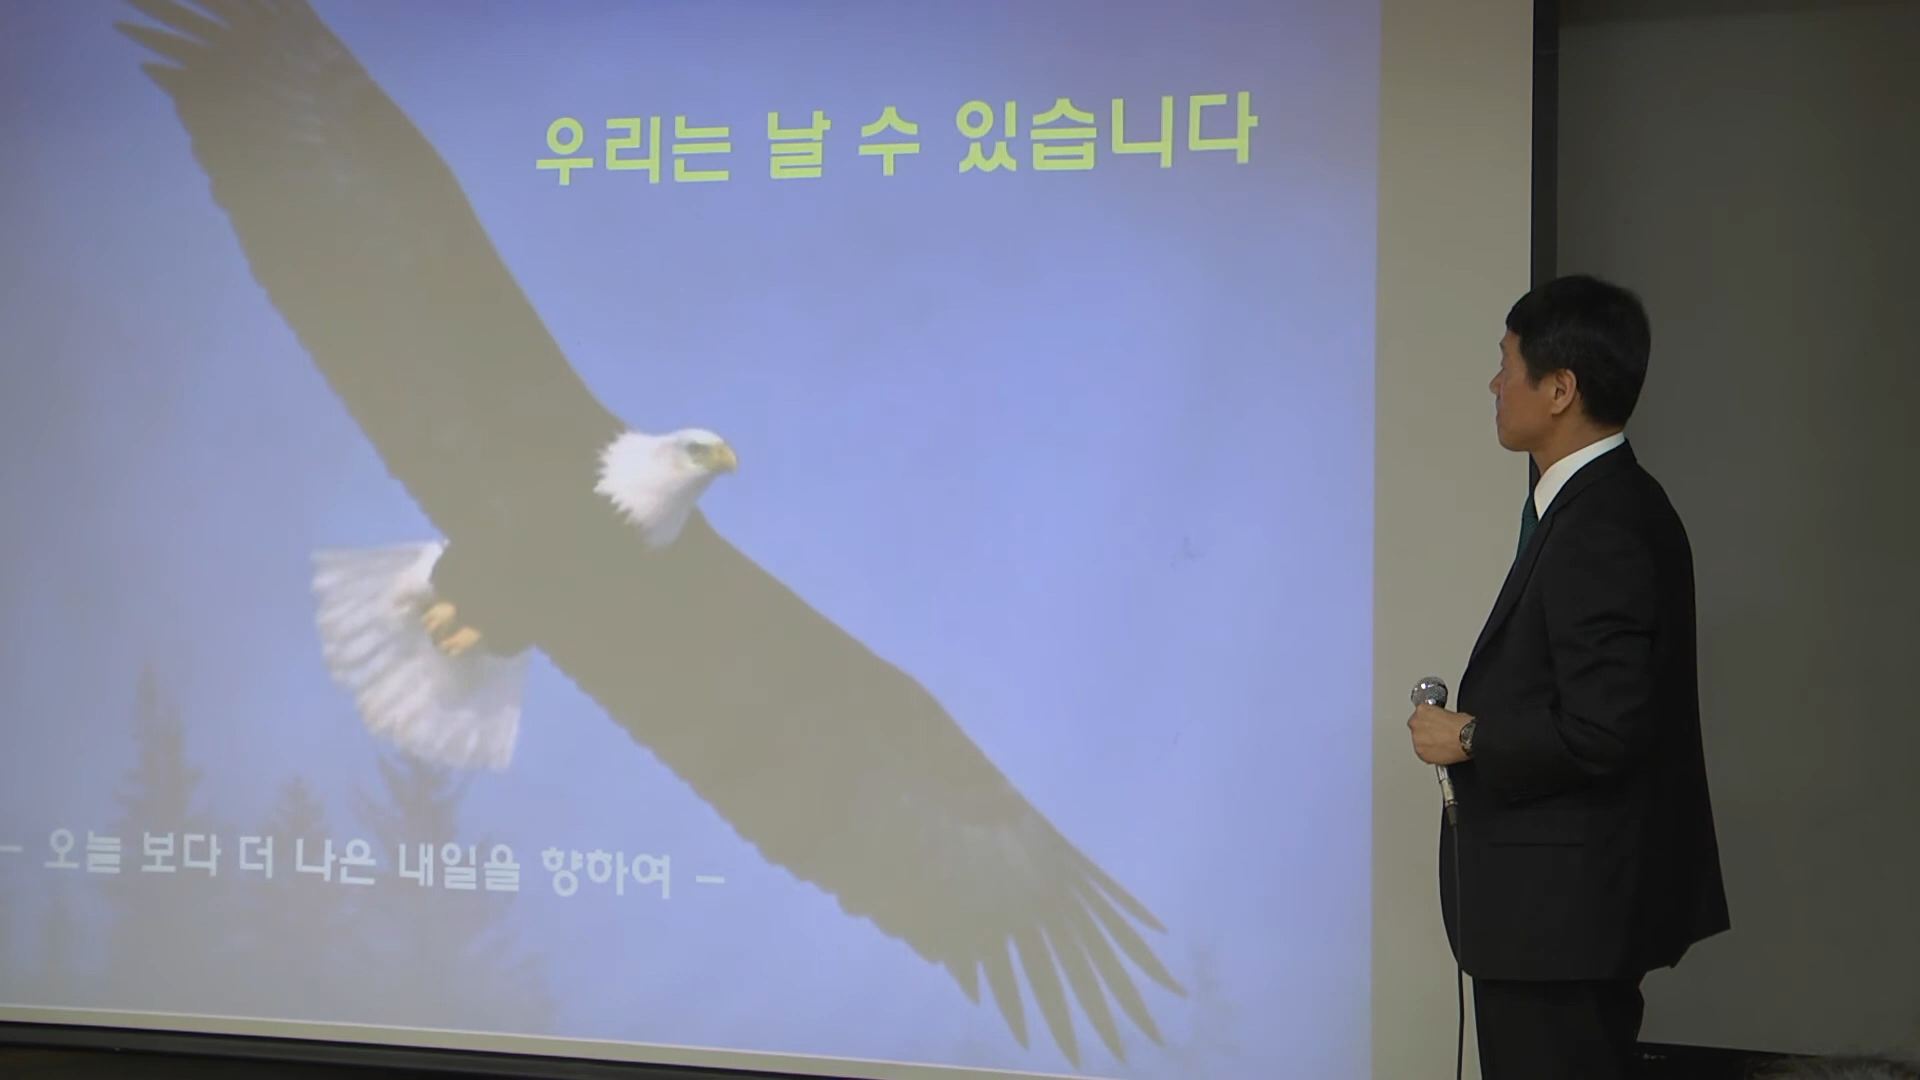 우리는 날 수 있습니다
- 오늘 보다 더 나은 내일을 향하여 -